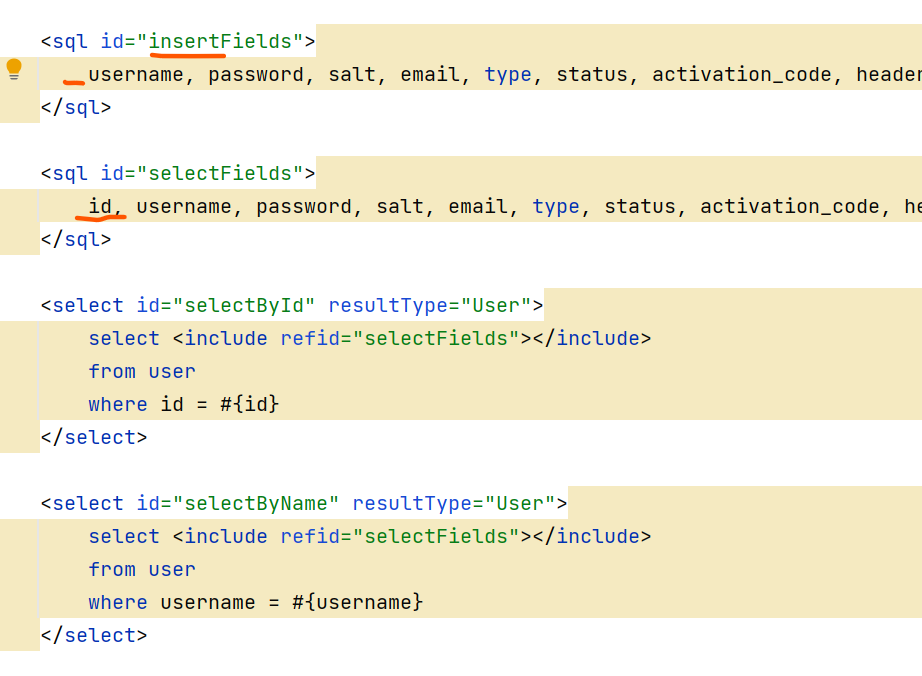 <sql id="insertFields">
username, password, salt, email, type, status, activation_code, header
</sql>
<sql id="selectFields">
id, username, password, salt, email, type, status, activation_code, he
</sql>
<select id="selectById" resultType="User">
select <include refid="selectFields"></include>
from user
where id = #{id}
</select>
<select id="selectByName" resultType="User">
select <include refid="selectFields"></include>
from user
where username = #{username}
</select>